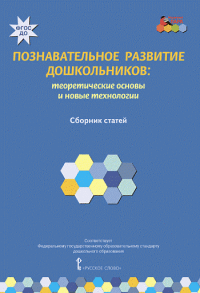 ФГОС
ДО
ПОЗНАВАТЕЛЬНОЕ РАЗВИТИЕ
ДОШКОЛЬНИКОВ:
теоретические основы
и новые технологии
Сборник статей
Соответствует
Федеральному государственному образовательному стандарту
дошкольного образования
«РУССКОЕ СЛОВО»